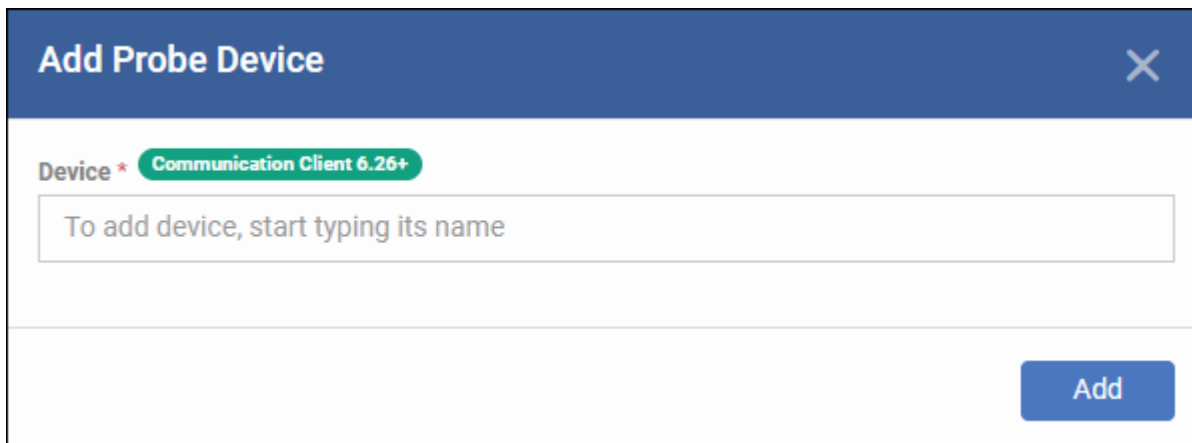 Add Probe Device
Device * Communication Client 6.26+
To add device, start typing its name
Add